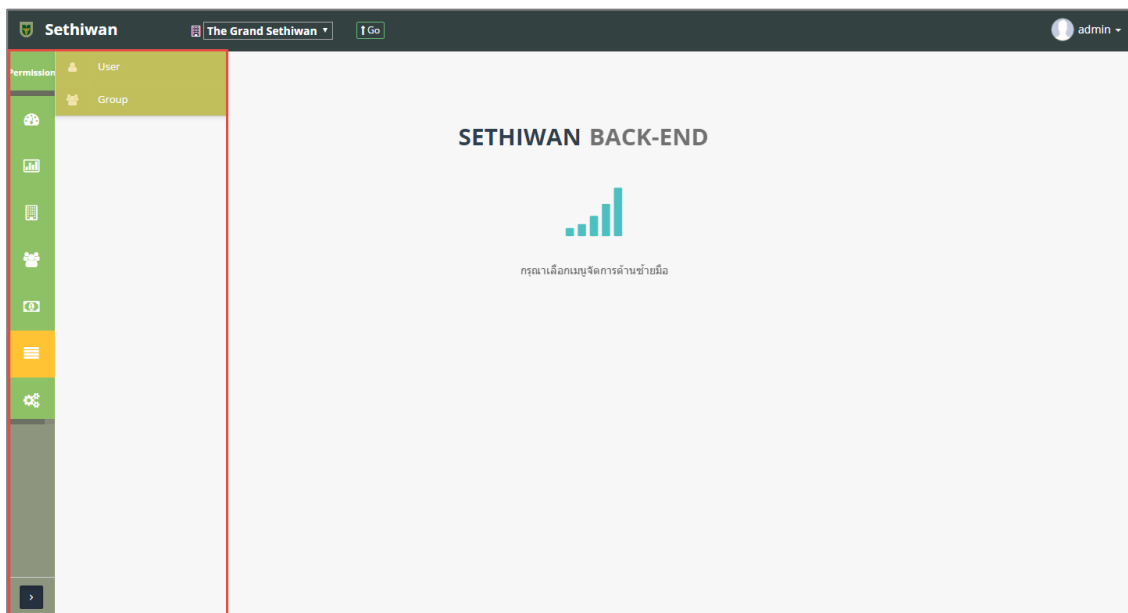 Sethiwan
The Grand Sethiwan
Go
admin
Permission
User
Group
SETHIWAN BACK-END
กรุณาเลือกเมนูจัดการด้านซ้ายมือ